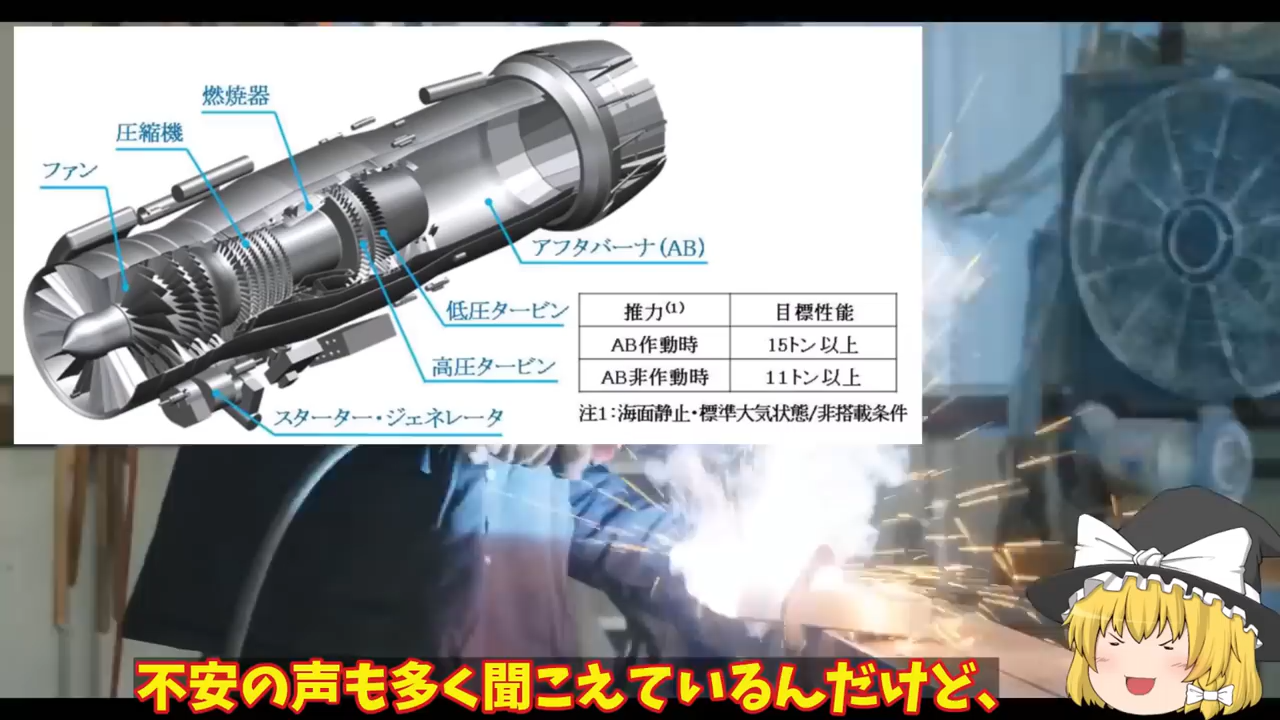 燃焼器
圧縮機
ファン
アフタバーナ(AB)
低圧タービン
高圧タービン
スターター・ジェネレータ
推力(1) 目標性能
AB作動時 15トン以上
AB非作動時 11トン以上
注1:海面静止・標準大気状態/非搭載条件
不安の声も多く聞こえているんだけど、